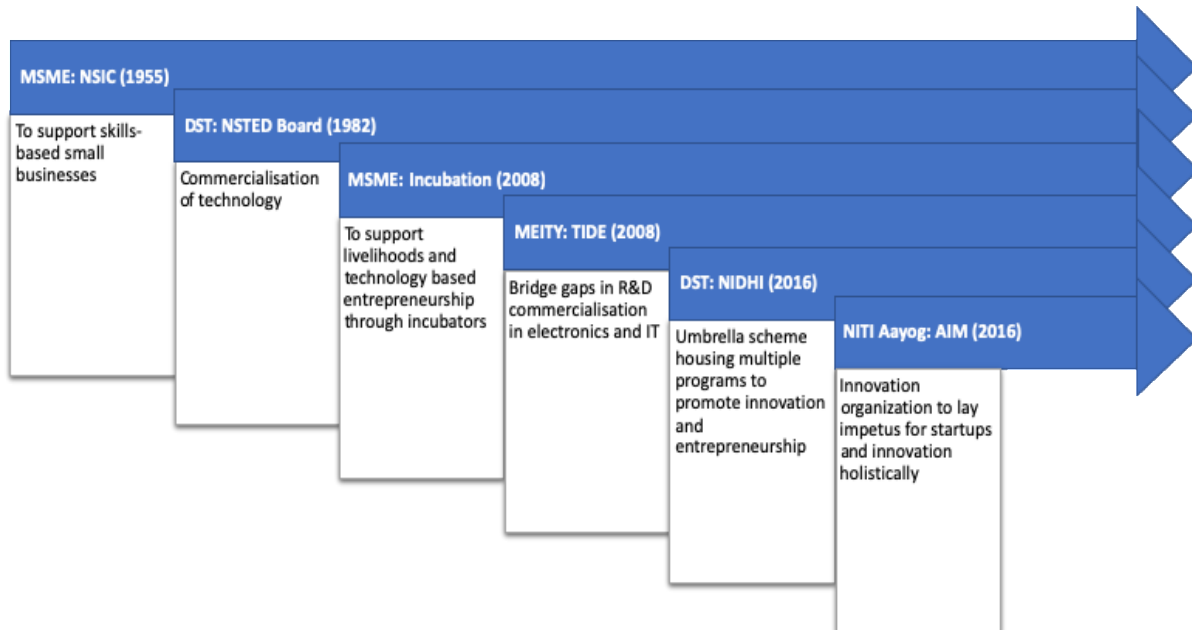 MSME: NSIC (1955)
To support skills-
based small
businesses
DST: NSTED Board (1982)
Commercialisation
of technology
MSME: Incubation (2008)
To support
livelihoods and
technology based
entrepreneurship
through incubators
MEITY: TIDE (2008)
Bridge gaps in R&D
commercialisation
in electronics and IT
DST: NIDHI (2016)
Umbrella scheme
housing multiple
programs to
promote innovation
and
entrepreneurship
NITI Aayog: AIM (2016)
Innovation
organization to lay
impetus for startups
and innovation
holistically